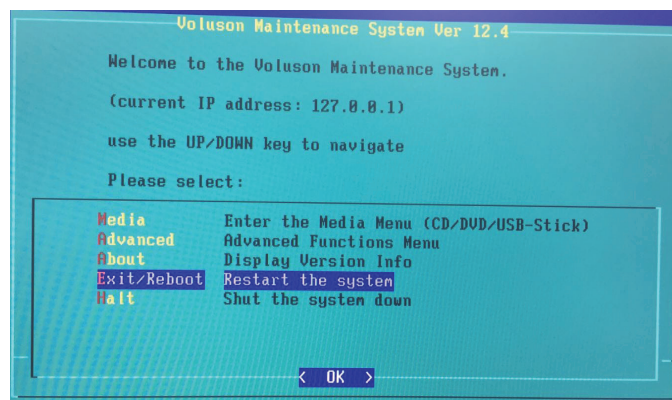 Voluson Maintenance System Ver 12.4
Welcome to the Voluson Maintenance System.
(current IP address: 127.0.0.1)
use the UP/DOWN key to navigate
Please select:
Media Enter the Media Menu (CD/DVD/USB-Stick)
Advanced Advanced Functions Menu
About Display Version Info
Exit/Reboot Restart the system
Halt Shut the system down
< OK >